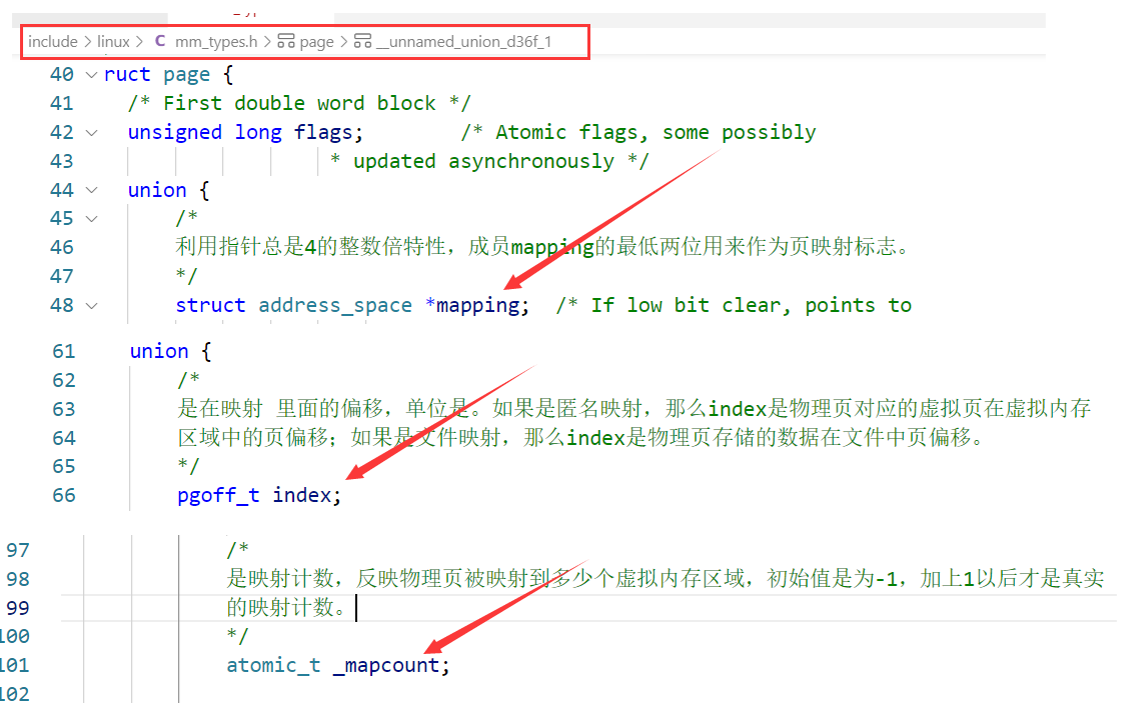 include > linux > C mm_types.h > page > __unnamed_union_d36f_1
40 ruct page {
41 /* First double word block */
42 unsigned long flags; /* Atomic flags, some possibly
43 * updated asynchronously */
44 union {
45 /*
46 利用指针总是4的整数倍特性，成员mapping的最低两位用来作为页映射标志。
47 */
48 struct address_space *mapping; /* If low bit clear, points to
61 union {
62 /*
63 是在映射 里面的偏移，单位是。如果是匿名映射，那么index是物理页对应的虚拟页在虚拟内存
64 区域中的页偏移；如果是文件映射，那么index是物理页存储的数据在文件中页偏移。
65 */
66 pgoff_t index;
97 /*
98 是映射计数，反映物理页被映射到多少个虚拟内存区域，初始值是为-1，加上1以后才是真实
99 的映射计数。
100 */
101 atomic_t _mapcount;
102